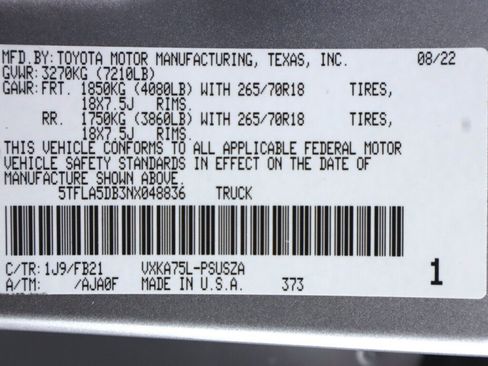 MFD.BY:TOYOTA MOTOR MANUFACTURING, TEXAS, INC. 08/22
GVWR:3270KG (7210LB)
GAWR:FRT. 1850KG (4080LB) WITH 265/70R18 TIRES,
18X7.5J RIMS.
RR. 1750KG (3860LB) WITH 265/70R18 TIRES,
18X7.5J RIMS.
THIS VEHICLE CONFORMS TO ALL APPLICABLE FEDERAL MOTOR
VEHICLE SAFETY STANDARDS IN EFFECT ON THE DATE OF
MANUFACTURE SHOWN ABOVE.
5TFLA5DB3NX048836 TRUCK
C/TR:1J9/FB21 VXKA75L-PSUSZA
A/TM: /AJA0F MADE IN U.S.A. 373 1